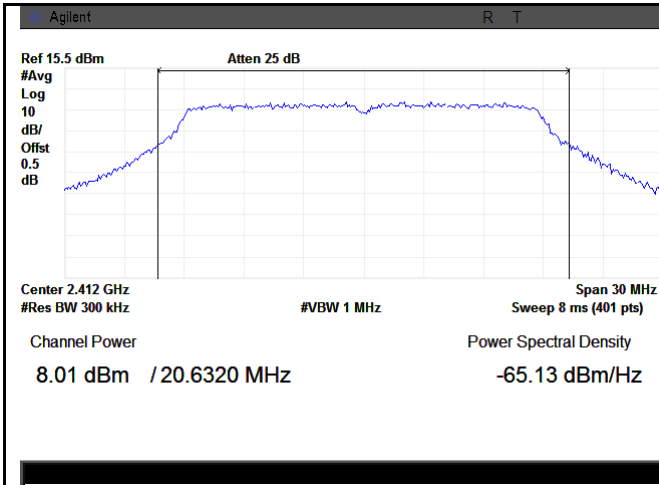 Agilent R T
Ref 15.5 dBm Atten 25 dB
#Avg
Log
10
dB/
Offst
0.5
dB
Center 2.412 GHz Span 30 MHz
#Res BW 300 kHz #VBW 1 MHz Sweep 8 ms (401 pts)
Channel Power Power Spectral Density
8.01 dBm / 20.6320 MHz -65.13 dBm/Hz